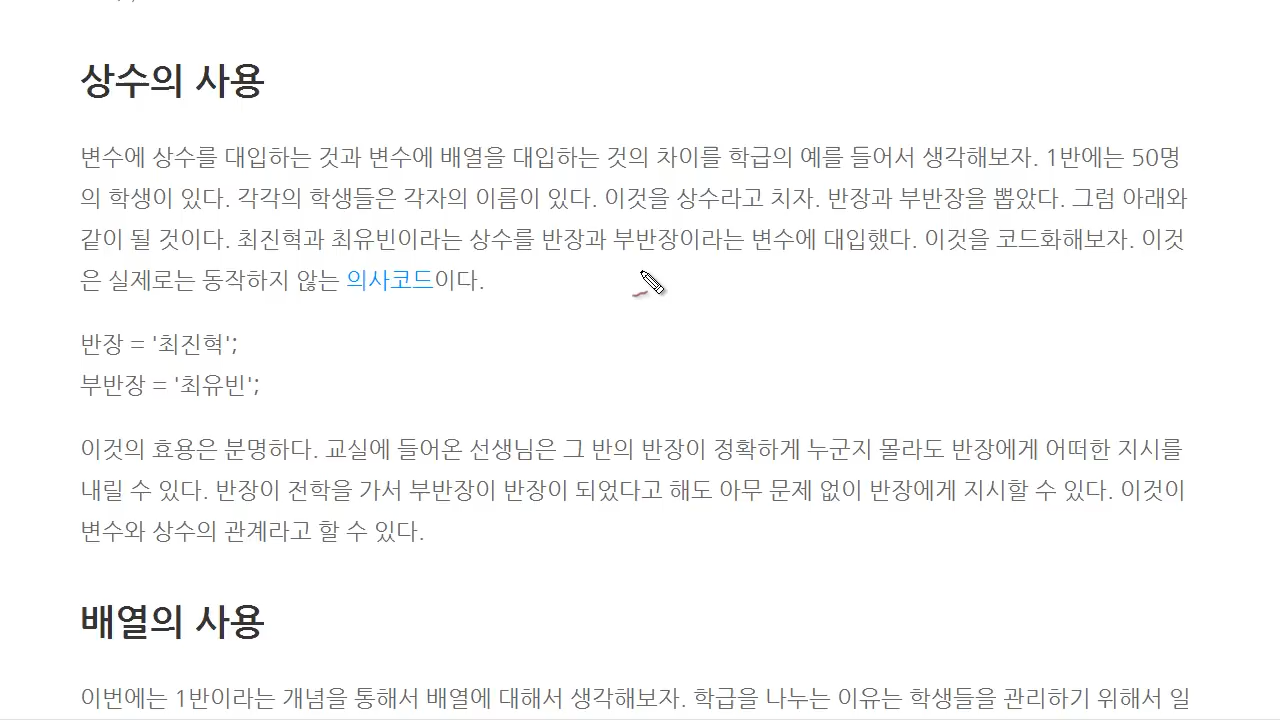 상수의 사용
변수에 상수를 대입하는 것과 변수에 배열을 대입하는 것의 차이를 학급의 예를 들어서 생각해보자. 1반에는 50명
의 학생이 있다. 각각의 학생들은 각자의 이름이 있다. 이것을 상수라고 치자. 반장과 부반장을 뽑았다. 그럼 아래와
같이 될 것이다. 최진혁과 최유빈이라는 상수를 반장과 부반장이라는 변수에 대입했다. 이것을 코드화해보자. 이것
은 실제로는 동작하지 않는 의사코드이다.
반장 = '최진혁';
부반장 = '최유빈';
이것의 효용은 분명하다. 교실에 들어온 선생님은 그 반의 반장이 정확하게 누군지 몰라도 반장에게 어떠한 지시를
내릴 수 있다. 반장이 전학을 가서 부반장이 반장이 되었다고 해도 아무 문제 없이 반장에게 지시할 수 있다. 이것이
변수와 상수의 관계라고 할 수 있다.
배열의 사용
이번에는 1반이라는 개념을 통해서 배열에 대해서 생각해보자. 학급을 나누는 이유는 학생들을 관리하기 위해서 일